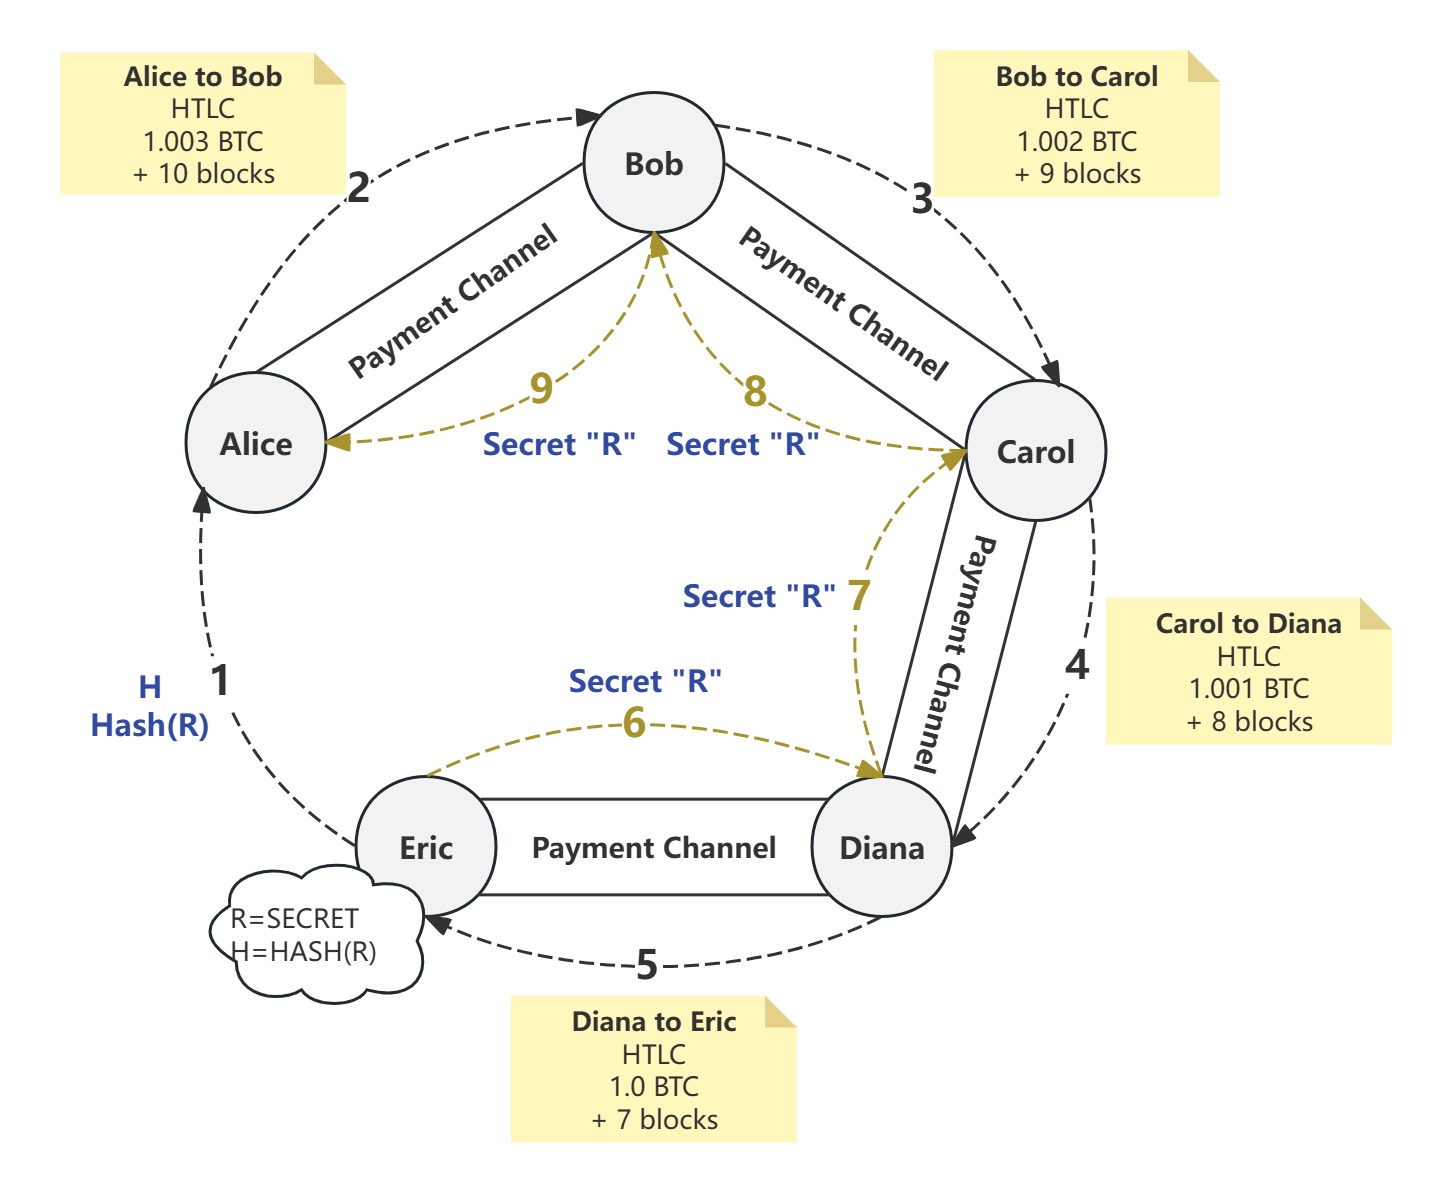 Alice to Bob
HTLC
1.003 BTC
+ 10 blocks
Bob to Carol
HTLC
1.002 BTC
+ 9 blocks
2
Bob
3
Payment Channel
Payment Channel
9
8
Secret "R"
Secret "R"
Alice
Carol
Payment Channel
Secret "R"
7
Carol to Diana
HTLC
1.001 BTC
+ 8 blocks
4
H
Hash(R)
1
Secret "R"
6
Eric
Payment Channel
Diana
R=SECRET
H=HASH(R)
5
Diana to Eric
HTLC
1.0 BTC
+ 7 blocks